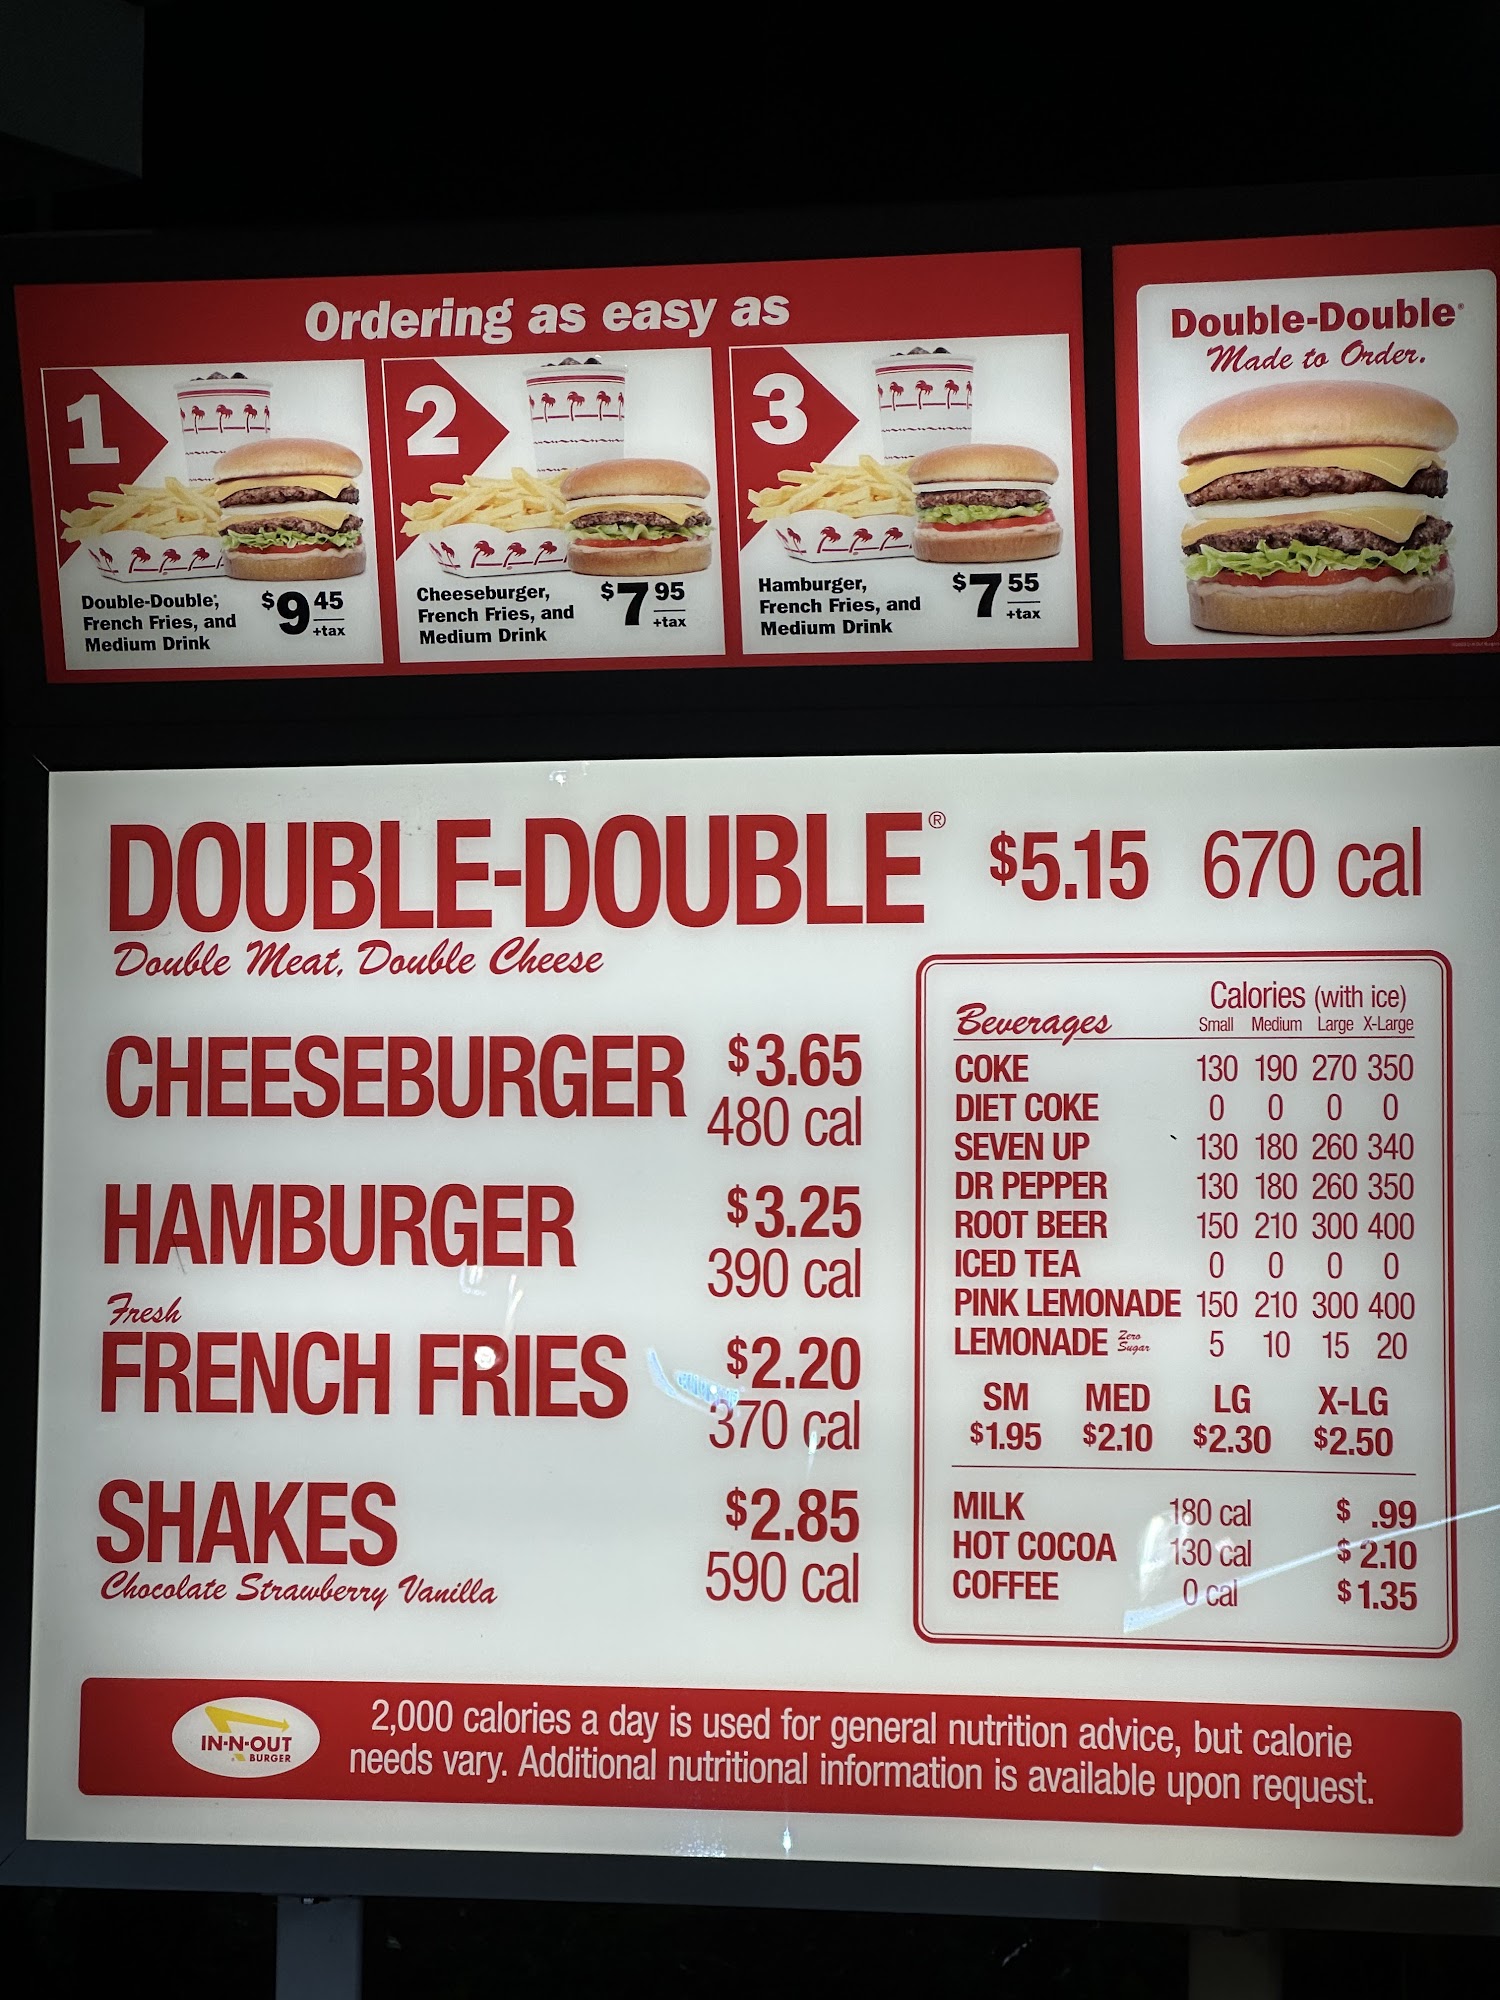 Ordering as easy as
1
Double-Double®,
French Fries, and
Medium Drink
$9 45
+tax
2
Cheeseburger,
French Fries, and
Medium Drink
$7 95
+tax
3
Hamburger,
French Fries, and
Medium Drink
$7 55
+tax
Double-Double®
Made to Order.
DOUBLE-DOUBLE® $5.15 670 cal
Double Meat, Double Cheese
CHEESEBURGER $3.65
480 cal
HAMBURGER $3.25
390 cal
Fresh
FRENCH FRIES $2.20
370 cal
SHAKES $2.85
Chocolate Strawberry Vanilla 590 cal
Calories (with ice)
Beverages Small Medium Large X-Large
COKE 130 190 270 350
DIET COKE 0 0 0 0
SEVEN UP 130 180 260 340
DR PEPPER 130 180 260 350
ROOT BEER 150 210 300 400
ICED TEA 0 0 0 0
PINK LEMONADE 150 210 300 400
LEMONADE Zero Sugar 5 10 15 20
SM MED LG X-LG
$1.95 $2.10 $2.30 $2.50
MILK 180 cal $ .99
HOT COCOA 130 cal $2.10
COFFEE 0 cal $1.35
IN-N-OUT
BURGER
2,000 calories a day is used for general nutrition advice, but calorie
needs vary. Additional nutritional information is available upon request.